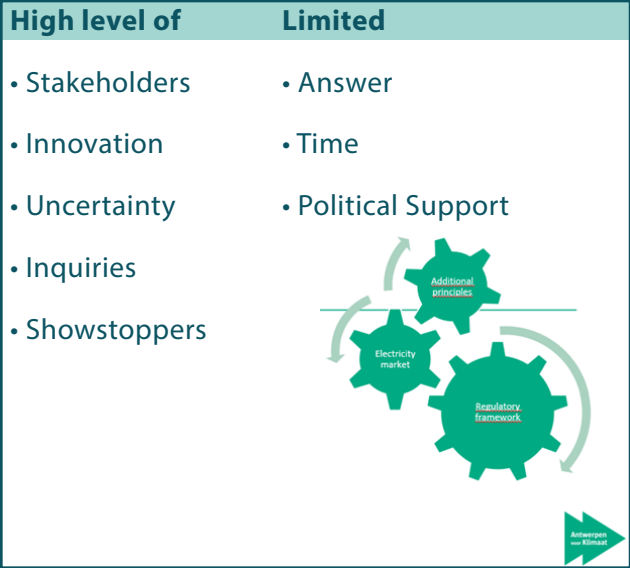 High level of
Limited
• Stakeholders
• Answer
• Innovation
• Time
• Uncertainty
• Political Support
• Inquiries
• Showstoppers
Additional
principles
Electricity
market
Regulatory
framework
Antwerpen
voor Klimaat